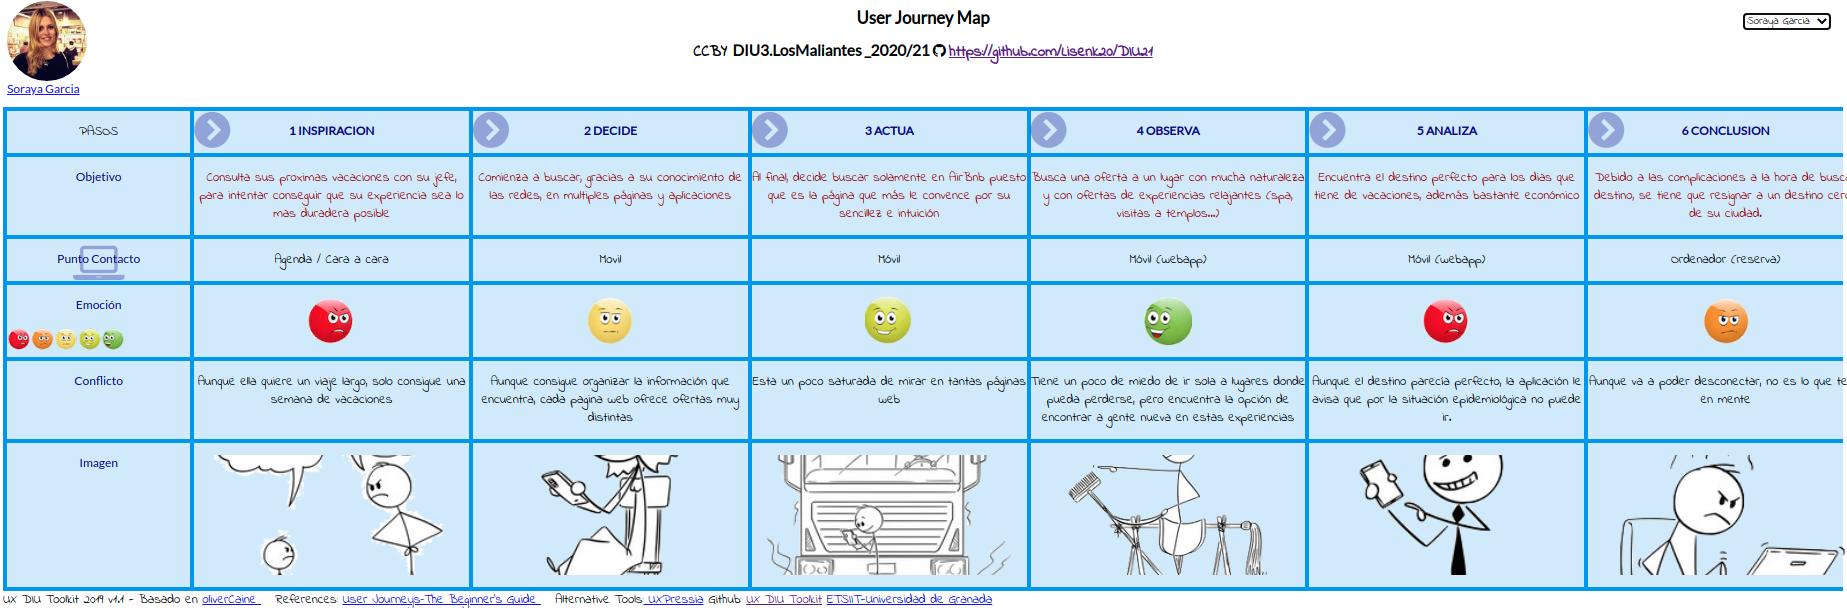 User Journey Map
Soraya Garcia
CCBY DIU3.LosMaliantes _2020/21 https://github.com/Lisenk20/DIU21
Soraya Garcia
PASOS
1 INSPIRACION
2 DECIDE
3 ACTUA
4 OBSERVA
5 ANALIZA
6 CONCLUSION
Objetivo
Consulta sus proximas vacaciones con su jefe,
para intentar conseguir que su experiencia sea lo
más duradera posible
Comienza a buscar, gracias a su conocimiento de
las redes, en multiples páginas y aplicaciones
Al final, decide buscar solamente en AirBnb puesto
que es la página que más le convence por su
sencillez e intuición
Busca una oferta a un lugar con mucha naturaleza
y con ofertas de experiencias relajantes (spa,
visitas a templos...)
Encuentra el destino perfecto para los dias que
tiene de vacaciones, además bastante económico
Debido a las complicaciones a la hora de busc
destino, se tiene que resignar a un destino cerc
de su ciudad.
Punto Contacto
Agenda / Cara a cara
Movil
Móvil
Móvil (webapp)
Móvil (webapp)
Ordenador (reserva)
Emoción
Conflicto
Aunque ella quiere un viaje largo, solo consigue una
semana de vacaciones
Aunque consigue organizar la información que
encuentra, cada página web ofrece ofertas muy
distintas
Esta un poco saturada de mirar en tantas páginas
web
Tiene un poco de miedo de ir sola a lugares donde
pueda perderse, pero encuentra la opción de
encontrar a gente nueva en estas experiencias
Aunque el destino parecía perfecto, la aplicación le
avisa que por la situación epidemiológica no puede
ir.
Aunque va a poder desconectar, no es lo que te
en mente
Imagen
UX DIU Toolkit 2019 v1.1 - Basado en oliverCaine References: User Journeys-The Beginner's Guide Alternative Tools: UXPressia Github: UX DIU Toolkit ETSIIT-Universidad de Granada